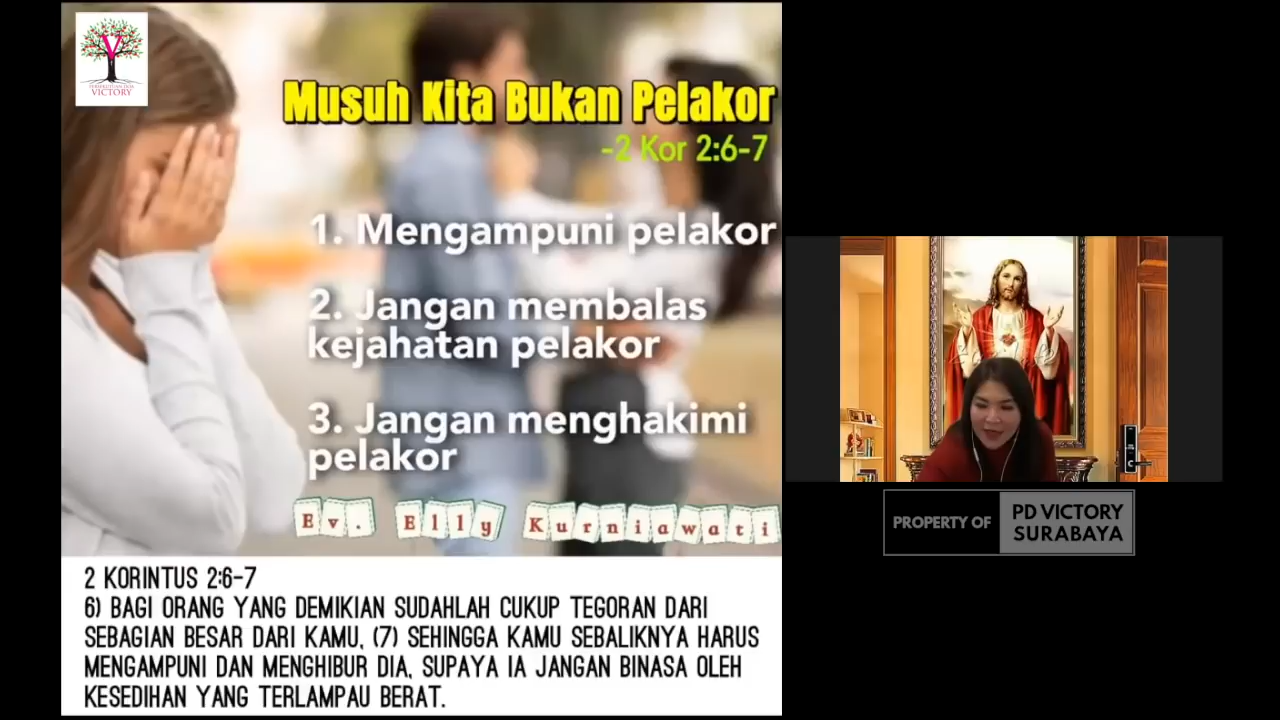 PERSEKUTUAN DOA
VICTORY
Musuh Kita Bukan Pelakor
-2 Kor 2:6-7
1. Mengampuni pelakor
2. Jangan membalas
kejahatan pelakor
3. Jangan menghakimi
pelakor
Ev. Elly Kurniawati
2 KORINTUS 2:6-7
6) BAGI ORANG YANG DEMIKIAN SUDAHLAH CUKUP TEGORAN DARI
SEBAGIAN BESAR DARI KAMU, (7) SEHINGGA KAMU SEBALIKNYA HARUS
MENGAMPUNI DAN MENGHIBUR DIA, SUPAYA IA JANGAN BINASA OLEH
KESEDIHAN YANG TERLAMPAU BERAT.
PROPERTY OF
PD VICTORY
SURABAYA